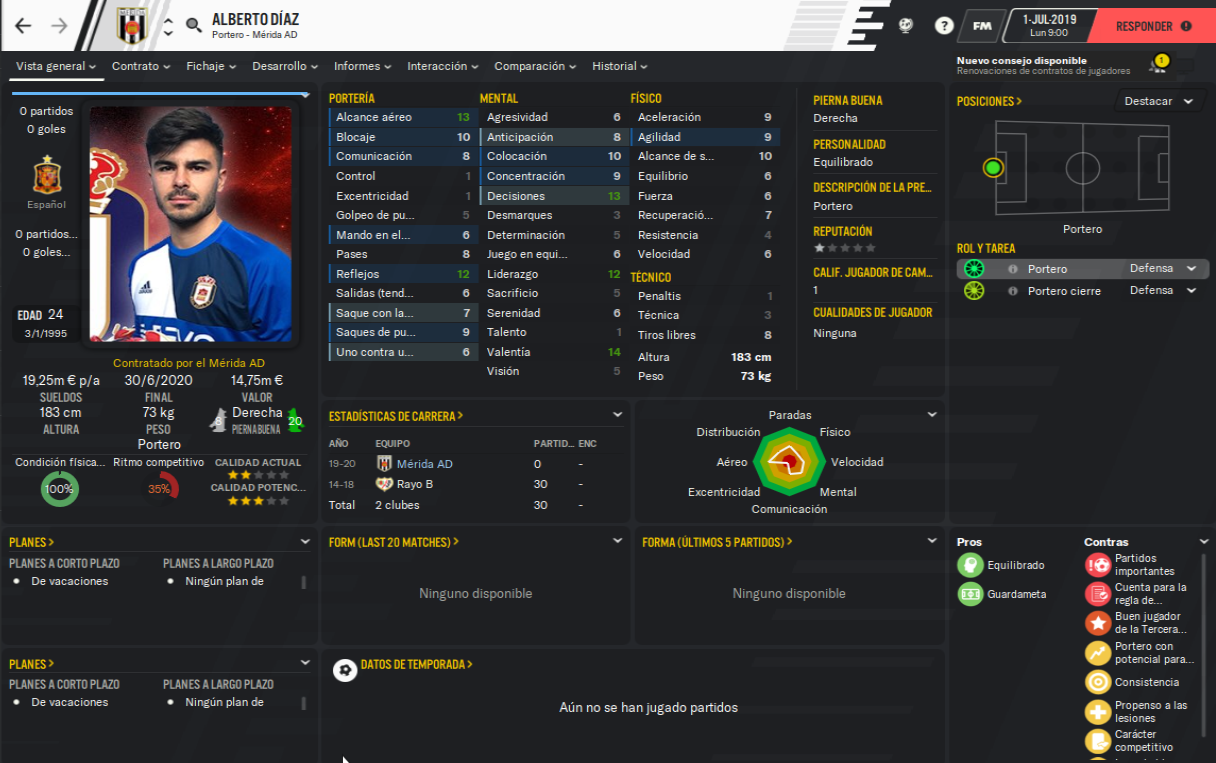 ALBERTO DÍAZ
Portero - Mérida AD
?
FM
1-JUL-2019
Lun 9:00
RESPONDER
Vista general
Contrato
Fichaje
Desarrollo
Informes
Interacción
Comparación
Historial
Nuevo consejo disponible
Renovaciones de contratos de jugadores
1
0 partidos
0 goles
Español
0 partidos...
0 goles...
EDAD 24
3/1/1995
Contratado por el Mérida AD
19,25m € p/a
SUELDOS
30/6/2020
FINAL
14,75m €
VALOR
183 cm
ALTURA
73 kg
PESO
8
Derecha
PIERNA BUENA
20
Portero
Condición física...
100%
Ritmo competitivo
35%
CALIDAD ACTUAL
CALIDAD POTENC...
PORTERÍA
Alcance aéreo 13
Blocaje 10
Comunicación 8
Control 1
Excentricidad 1
Golpeo de pu... 5
Mando en el... 6
Pases 8
Reflejos 12
Salidas (tend... 6
Saque con la... 7
Saques de pu... 9
Uno contra u... 6
MENTAL
Agresividad 6
Anticipación 8
Colocación 10
Concentración 9
Decisiones 13
Desmarques 3
Determinación 5
Juego en equi... 6
Liderazgo 12
Sacrificio 5
Serenidad 6
Talento 1
Valentía 14
Visión 5
FÍSICO
Aceleración 9
Agilidad 9
Alcance de s... 10
Equilibrio 6
Fuerza 6
Recuperació... 7
Resistencia 4
Velocidad 6
TÉCNICO
Penaltis 1
Técnica 3
Tiros libres 8
Altura 183 cm
Peso 73 kg
PIERNA BUENA
Derecha
PERSONALIDAD
Equilibrado
DESCRIPCIÓN DE LA PRE...
Portero
REPUTACIÓN
CALIF. JUGADOR DE CAM...
1
CUALIDADES DE JUGADOR
Ninguna
POSICIONES >
Destacar
Portero
ROL Y TAREA
Portero Defensa
Portero cierre Defensa
ESTADÍSTICAS DE CARRERA >
AÑO EQUIPO PARTID... ENC
19-20 Mérida AD 0 -
14-18 Rayo B 30 -
Total 2 clubes 30 -
Paradas
Distribución
Físico
Aéreo
Velocidad
Excentricidad
Mental
Comunicación
PLANES >
PLANES A CORTO PLAZO
De vacaciones
PLANES A LARGO PLAZO
Ningún plan de
FORM (LAST 20 MATCHES) >
Ninguno disponible
FORMA (ÚLTIMOS 5 PARTIDOS) >
Ninguno disponible
Pros
Equilibrado
Guardameta
Contras
Partidos
importantes
Cuenta para la
regla de...
Buen jugador
de la Tercera...
Portero con
potencial para...
Consistencia
Propenso a las
lesiones
Carácter
competitivo
PLANES >
PLANES A CORTO PLAZO
De vacaciones
PLANES A LARGO PLAZO
Ningún plan de
DATOS DE TEMPORADA >
Aún no se han jugado partidos